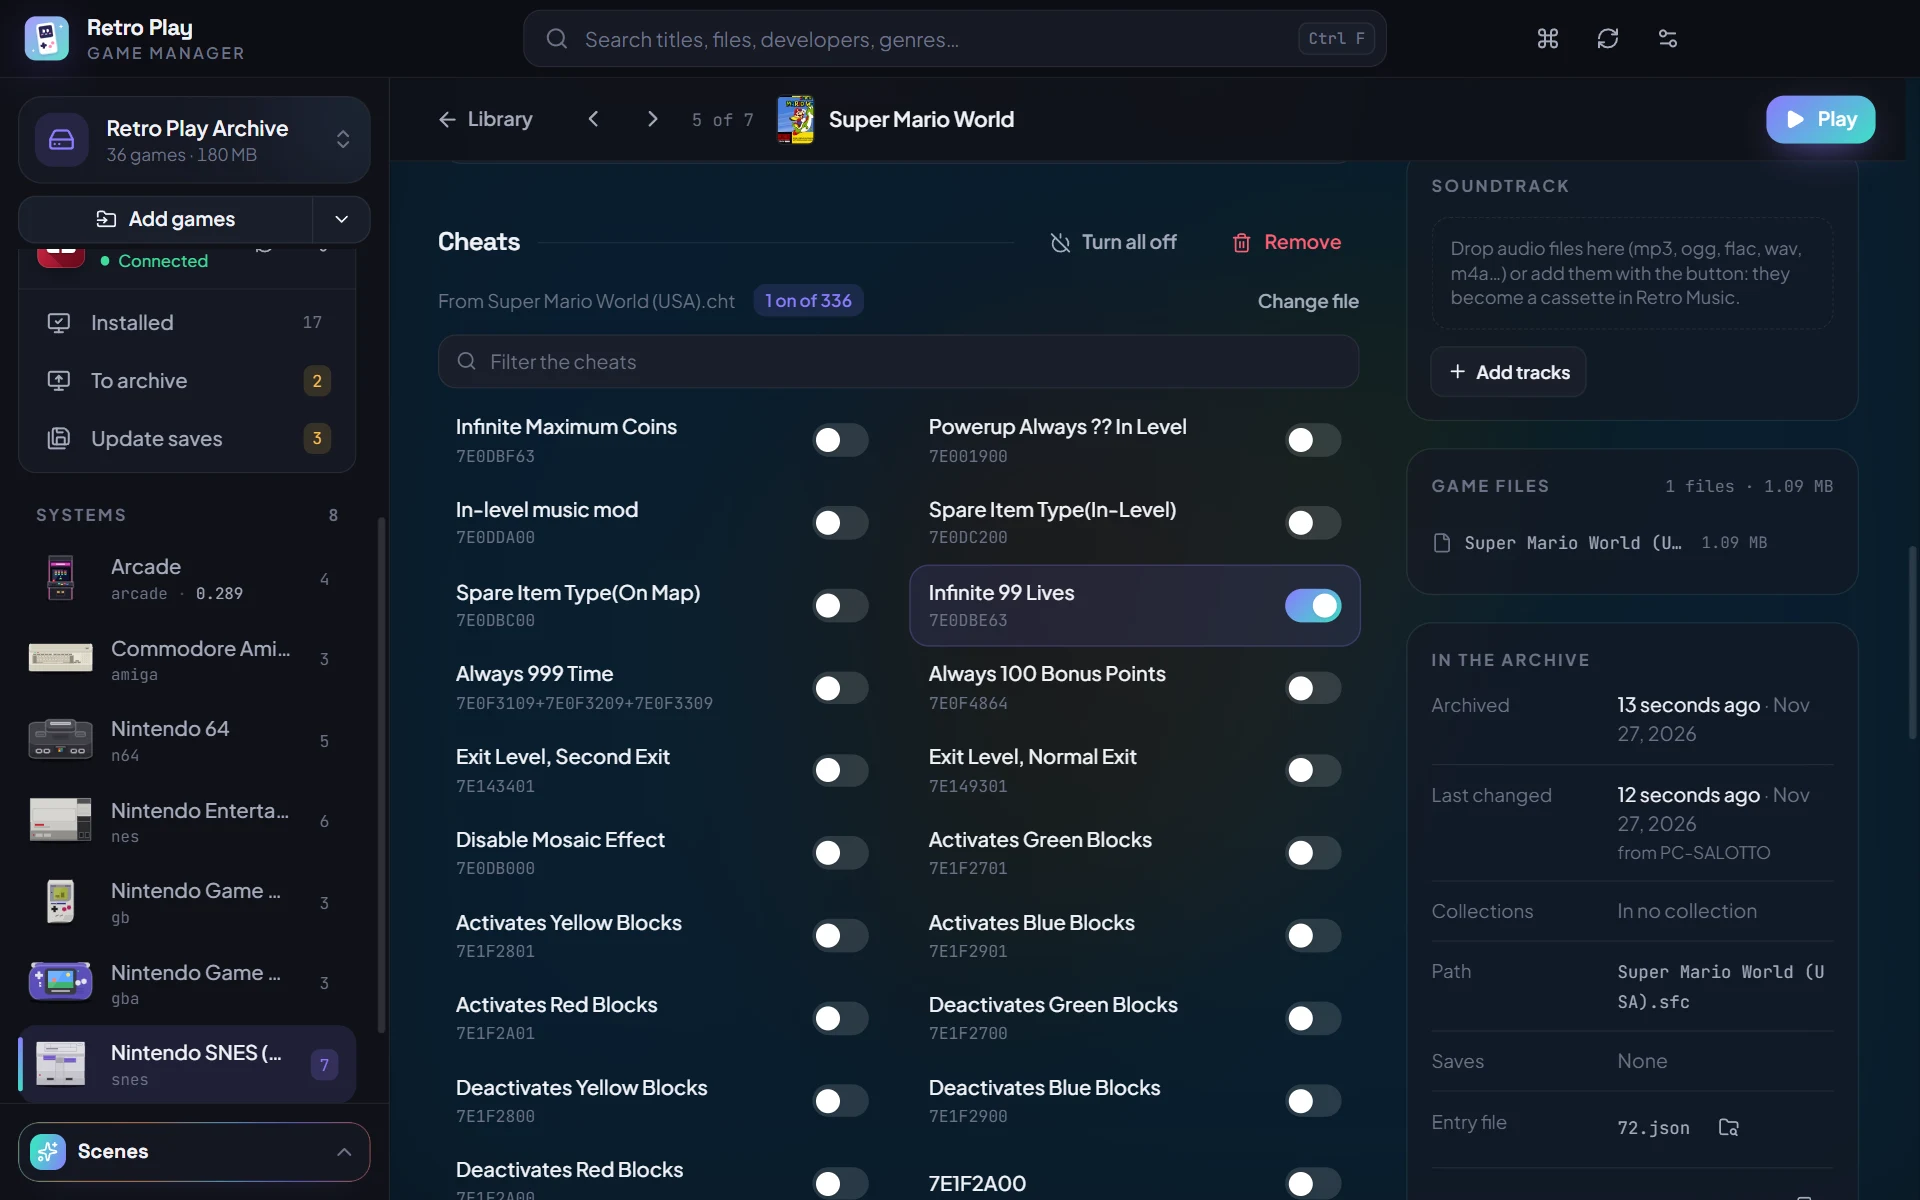 Retro Play
GAME MANAGER
Search titles, files, developers, genres...
Ctrl F
Retro Play Archive
36 games · 180 MB
Add games
Connected
Installed 17
To archive 2
Update saves 3
SYSTEMS 8
Arcade
arcade · 0.289
4
Commodore Ami...
amiga
3
Nintendo 64
n64
5
Nintendo Enterta...
nes
6
Nintendo Game ...
gb
3
Nintendo Game ...
gba
3
Nintendo SNES (...
snes
7
Scenes
Library
5 of 7
Super Mario World
Play
Cheats
Turn all off
Remove
From Super Mario World (USA).cht
1 on of 336
Change file
Filter the cheats
Infinite Maximum Coins
7E0DBF63
Powerup Always ?? In Level
7E001900
In-level music mod
7E0DDA00
Spare Item Type(In-Level)
7E0DC200
Spare Item Type(On Map)
7E0DBC00
Infinite 99 Lives
7E0DBE63
Always 999 Time
7E0F3109+7E0F3209+7E0F3309
Always 100 Bonus Points
7E0F4864
Exit Level, Second Exit
7E143401
Exit Level, Normal Exit
7E149301
Disable Mosaic Effect
7E0DB000
Activates Green Blocks
7E1F2701
Activates Yellow Blocks
7E1F2801
Activates Blue Blocks
7E1F2901
Activates Red Blocks
7E1F2A01
Deactivates Green Blocks
7E1F2700
Deactivates Yellow Blocks
7E1F2800
Deactivates Blue Blocks
7E1F2900
Deactivates Red Blocks
7E1F2A00
7E1F2A00
SOUNDTRACK
Drop audio files here (mp3, ogg, flac, wav,
m4a...) or add them with the button: they
become a cassette in Retro Music.
Add tracks
GAME FILES
1 files · 1.09 MB
Super Mario World (U... 1.09 MB
IN THE ARCHIVE
Archived
13 seconds ago · Nov
27, 2026
Last changed
12 seconds ago · Nov
27, 2026
from PC-SALOTTO
Collections
In no collection
Path
Super Mario World (U
SA).sfc
Saves
None
Entry file
72.json